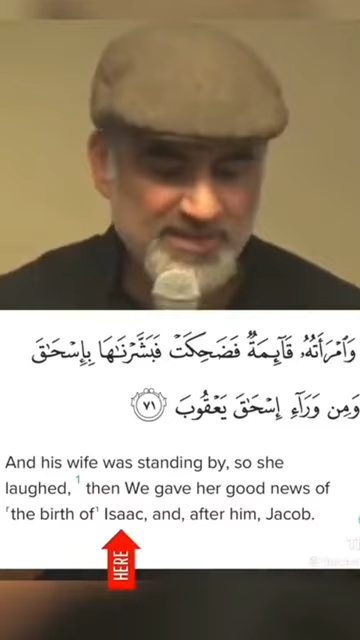 وَٱمْرَأَتُهُۥ قَآئِمَةٌۭ فَضَحِكَتْ فَبَشَّرْنَـٰهَا بِإِسْحَـٰقَ
وَمِن وَرَآءِ إِسْحَـٰقَ يَعْقُوبَ ٧١
And his wife was standing by, so she
laughed, ¹ then We gave her good news of
˹the birth of˺ Isaac, and, after him, Jacob.
HERE